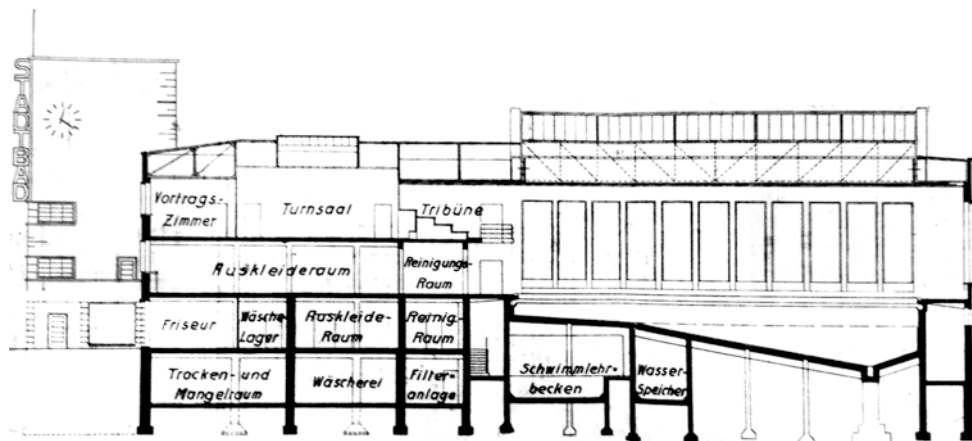 STADTBAD
Vortrags-
Zimmer
Turnsaal
Tribüne
Auskleideraum
Reinigungs-
Raum
Friseur
Wäsche-
Lager
Auskleide-
Raum
Reinig-
Raum
Trocken- und
Mangelraum
Wäscherei
Filter-
anlage
Schwimmlehr-
becken
Wasser-
Speicher